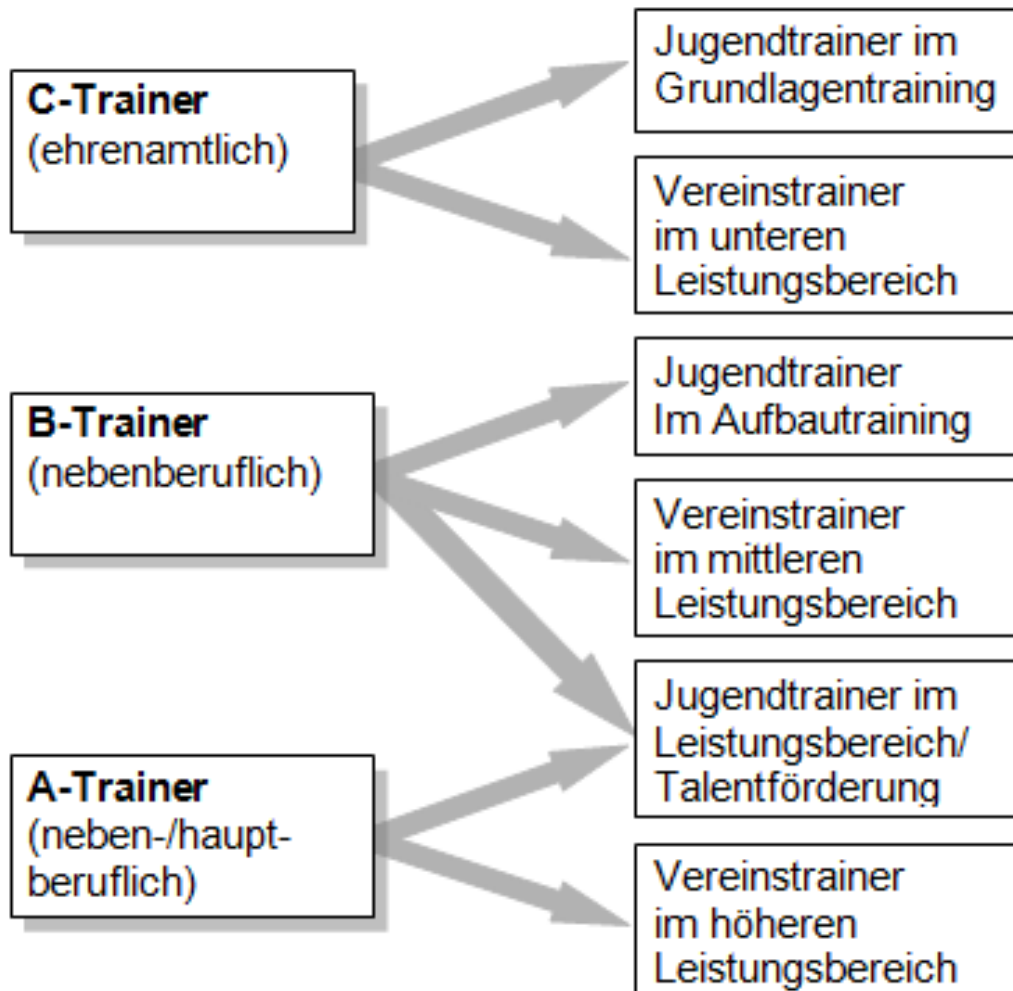 C-Trainer
(ehrenamtlich)
Jugendtrainer im
Grundlagentraining
Vereinstrainer
im unteren
Leistungsbereich
B-Trainer
(nebenberuflich)
Jugendtrainer
Im Aufbautraining
Vereinstrainer
im mittleren
Leistungsbereich
Jugendtrainer im
Leistungsbereich/
Talentförderung
A-Trainer
(neben-/haupt-
beruflich)
Vereinstrainer
im höheren
Leistungsbereich